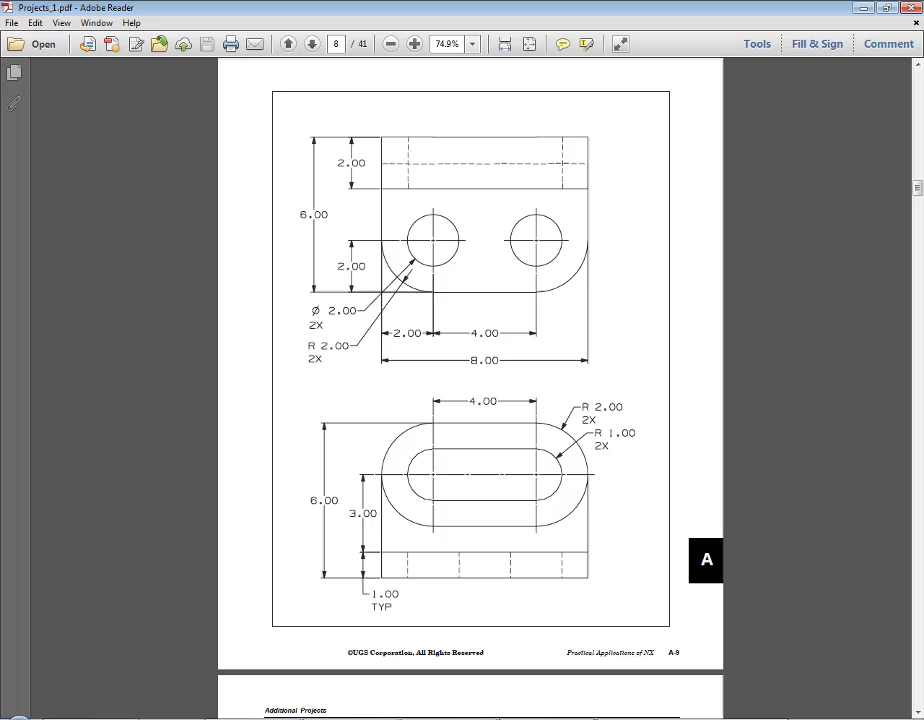 Projects_1.pdf - Adobe Reader
File Edit View Window Help
Open 8 / 41 74.9% Tools Fill & Sign Comment
2.00
6.00
2.00
Ø 2.00
2X
2.00 4.00
R 2.00
2X
8.00
4.00
R 2.00
2X
R 1.00
2X
6.00
3.00
A
1.00
TYP
©UGS Corporation, All Rights Reserved Practical Applications of NX A-9
Additional Projects